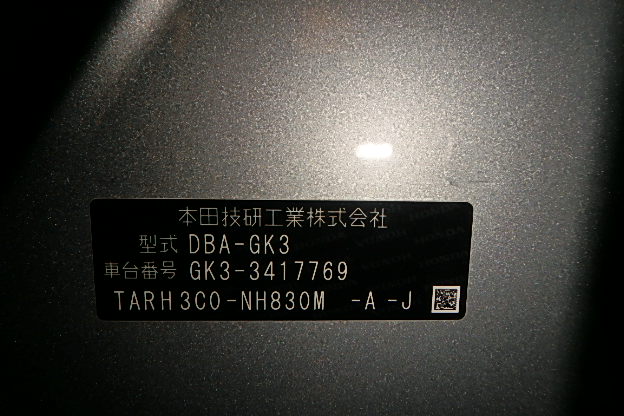 本田技研工業株式会社
型式 DBA-GK3
車台番号 GK3-3417769
TARH3C0-NH830M -A-J